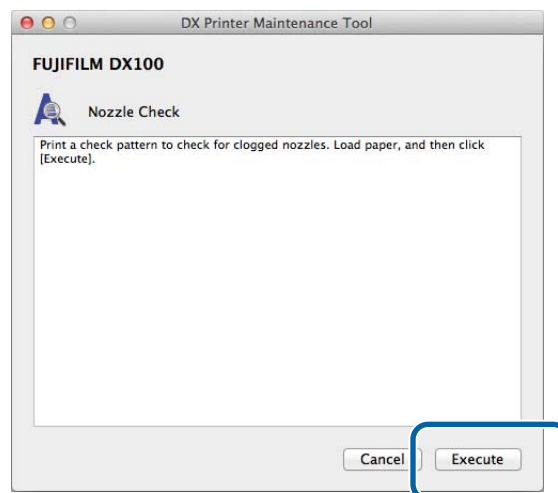 DX Printer Maintenance Tool
FUJIFILM DX100
Nozzle Check
Print a check pattern to check for clogged nozzles. Load paper, and then click
[Execute].
Cancel Execute